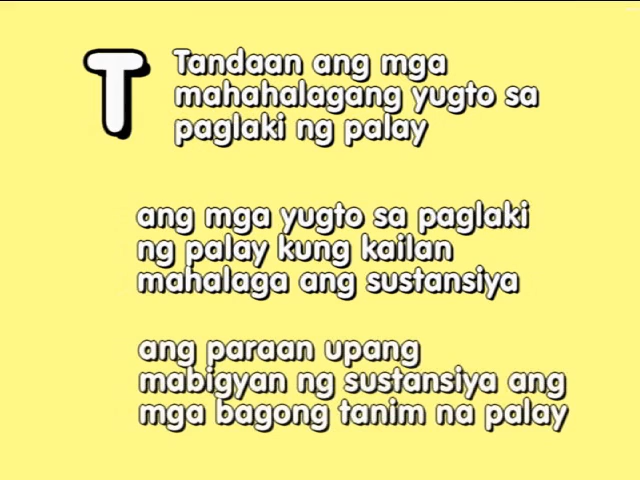 T
Tandaan ang mga
mahahalagang yugto sa
paglaki ng palay
ang mga yugto sa paglaki
ng palay kung kailan
mahalaga ang sustansiya
ang paraan upang
mabigyan ng sustansiya ang
mga bagong tanim na palay